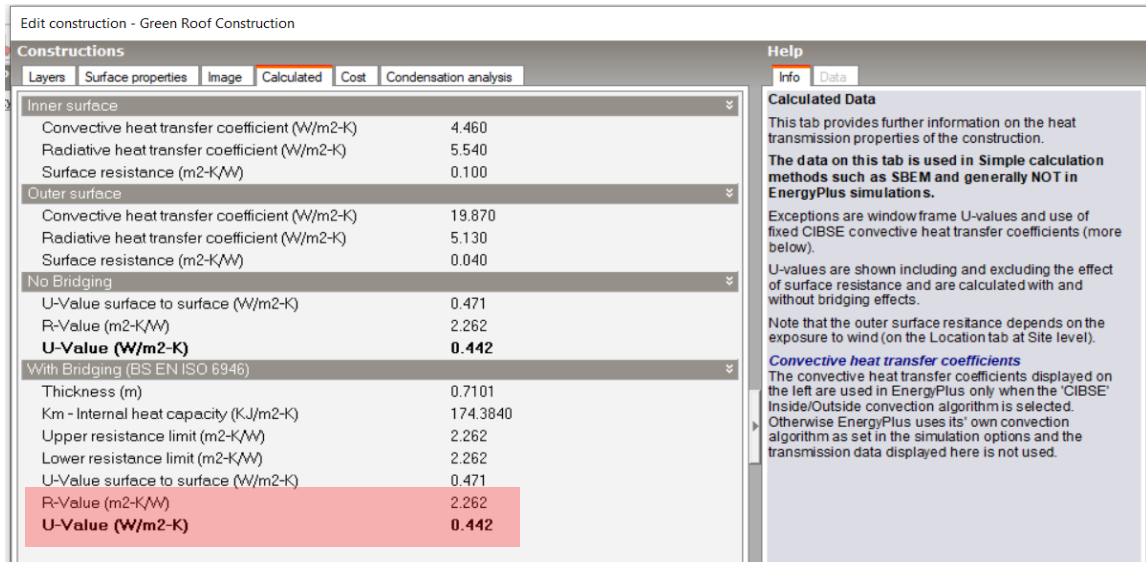 Edit construction - Green Roof Construction
Constructions
Layers Surface properties Image Calculated Cost Condensation analysis
Inner surface
Convective heat transfer coefficient (W/m2-K) 4.460
Radiative heat transfer coefficient (W/m2-K) 5.540
Surface resistance (m2-K/W) 0.100
Outer surface
Convective heat transfer coefficient (W/m2-K) 19.870
Radiative heat transfer coefficient (W/m2-K) 5.130
Surface resistance (m2-K/W) 0.040
No Bridging
U-Value surface to surface (W/m2-K) 0.471
R-Value (m2-K/W) 2.262
U-Value (W/m2-K) 0.442
With Bridging (BS EN ISO 6946)
Thickness (m) 0.7101
Km - Internal heat capacity (KJ/m2-K) 174.3840
Upper resistance limit (m2-K/W) 2.262
Lower resistance limit (m2-K/W) 2.262
U-Value surface to surface (W/m2-K) 0.471
R-Value (m2-K/W) 2.262
U-Value (W/m2-K) 0.442
Help
Info Data
Calculated Data
This tab provides further information on the heat
transmission properties of the construction.
The data on this tab is used in Simple calculation
methods such as SBEM and generally NOT in
EnergyPlus simulations.
Exceptions are window frame U-values and use of
fixed CIBSE convective heat transfer coefficients (more
below).
U-values are shown including and excluding the effect
of surface resistance and are calculated with and
without bridging effects.
Note that the outer surface resitance depends on the
exposure to wind (on the Location tab at Site level).
Convective heat transfer coefficients
The convective heat transfer coefficients displayed on
the left are used in EnergyPlus only when the 'CIBSE'
Inside/Outside convection algorithm is selected.
Otherwise EnergyPlus uses its' own convection
algorithm as set in the simulation options and the
transmission data displayed here is not used.